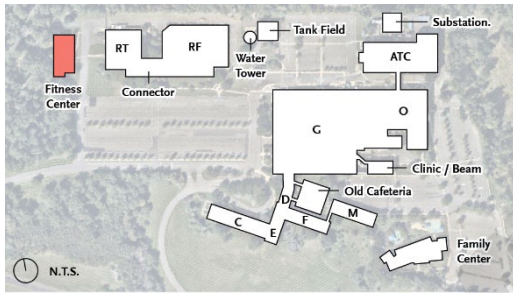 Substation.
Tank Field
RT
RF
Water
Tower
ATC
Fitness
Center
Connector
O
G
Clinic / Beam
Old Cafeteria
D
C
E
F
M
Family
Center
N.T.S.